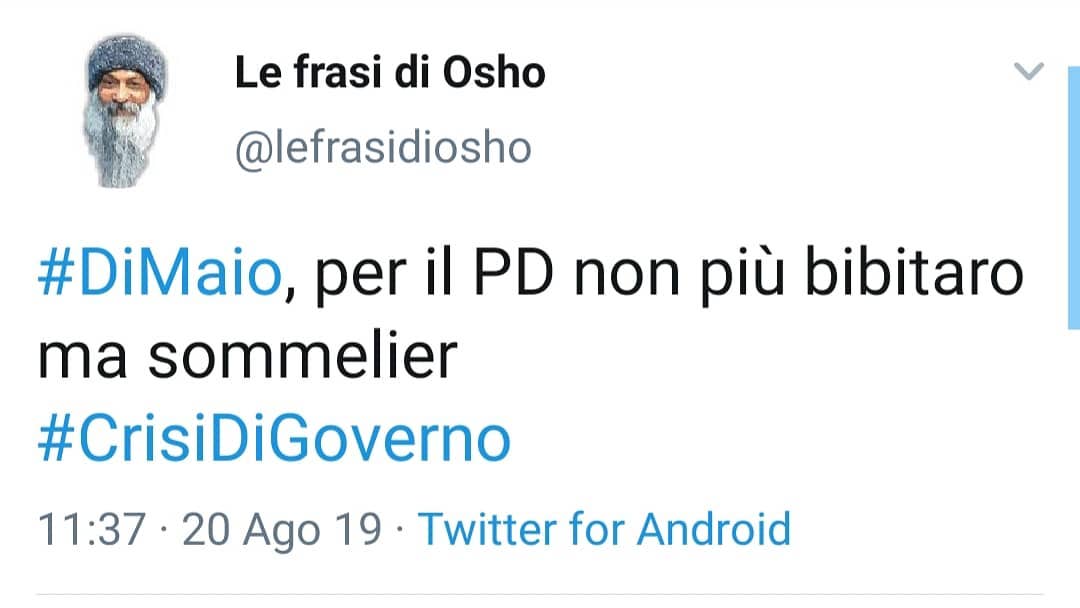 Le frasi di Osho
@lefrasidiosho
#DiMaio, per il PD non più bibitaro
ma sommelier
#CrisiDiGoverno
11:37 · 20 Ago 19 · Twitter for Android